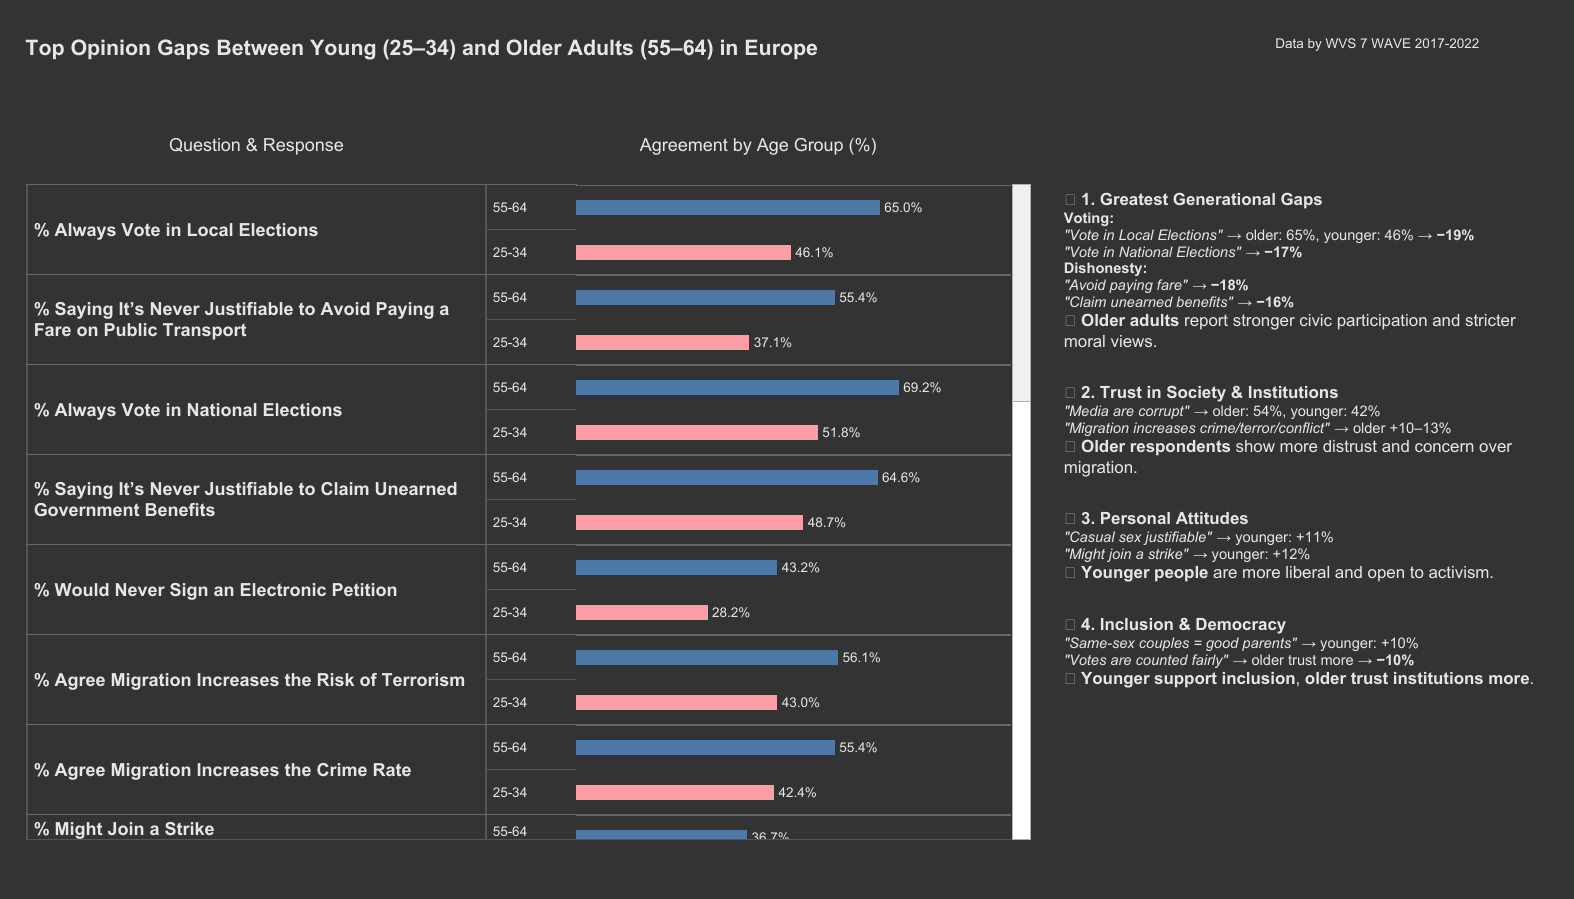 Top Opinion Gaps Between Young (25–34) and Older Adults (55–64) in Europe
Data by WVS 7 WAVE 2017-2022
Question & Response
Agreement by Age Group (%)
% Always Vote in Local Elections
55-64
65.0%
25-34
46.1%
% Saying It’s Never Justifiable to Avoid Paying a
Fare on Public Transport
55-64
55.4%
25-34
37.1%
% Always Vote in National Elections
55-64
69.2%
25-34
51.8%
% Saying It’s Never Justifiable to Claim Unearned
Government Benefits
55-64
64.6%
25-34
48.7%
% Would Never Sign an Electronic Petition
55-64
43.2%
25-34
28.2%
% Agree Migration Increases the Risk of Terrorism
55-64
56.1%
25-34
43.0%
% Agree Migration Increases the Crime Rate
55-64
55.4%
25-34
42.4%
% Might Join a Strike
55-64
36.7%
1. Greatest Generational Gaps
Voting:
"Vote in Local Elections" → older: 65%, younger: 46% → −19%
"Vote in National Elections" → −17%
Dishonesty:
"Avoid paying fare" → −18%
"Claim unearned benefits" → −16%
Older adults report stronger civic participation and stricter
moral views.
2. Trust in Society & Institutions
"Media are corrupt" → older: 54%, younger: 42%
"Migration increases crime/terror/conflict" → older +10–13%
Older respondents show more distrust and concern over
migration.
3. Personal Attitudes
"Casual sex justifiable" → younger: +11%
"Might join a strike" → younger: +12%
Younger people are more liberal and open to activism.
4. Inclusion & Democracy
"Same-sex couples = good parents" → younger: +10%
"Votes are counted fairly" → older trust more → −10%
Younger support inclusion, older trust institutions more.